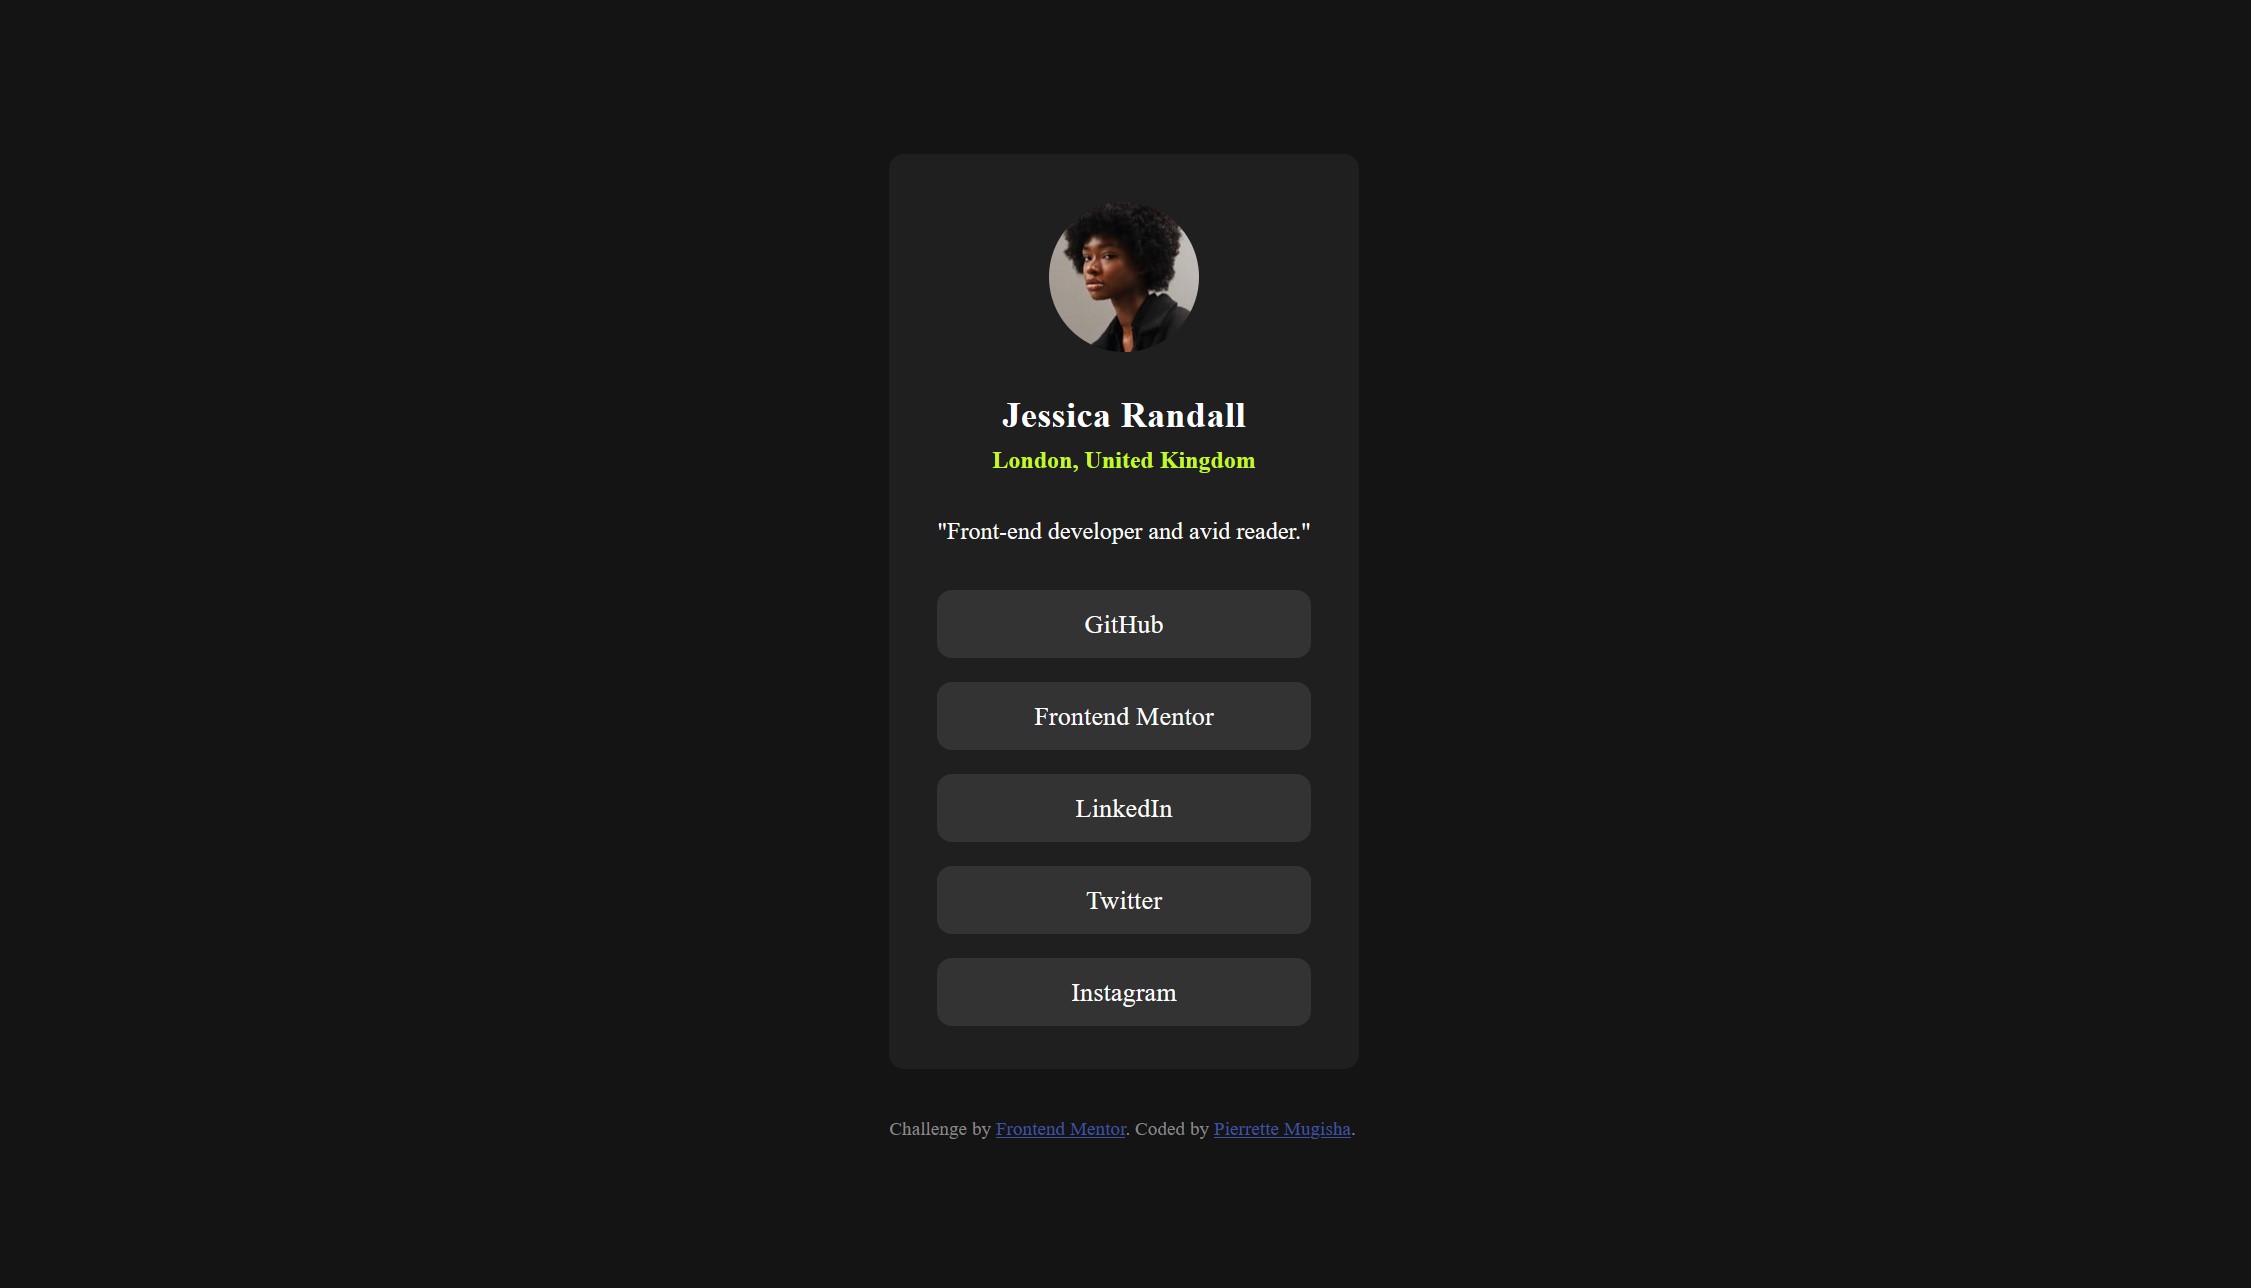 Jessica Randall
London, United Kingdom
"Front-end developer and avid reader."
GitHub
Frontend Mentor
LinkedIn
Twitter
Instagram
Challenge by Frontend Mentor. Coded by Pierrette Mugisha.